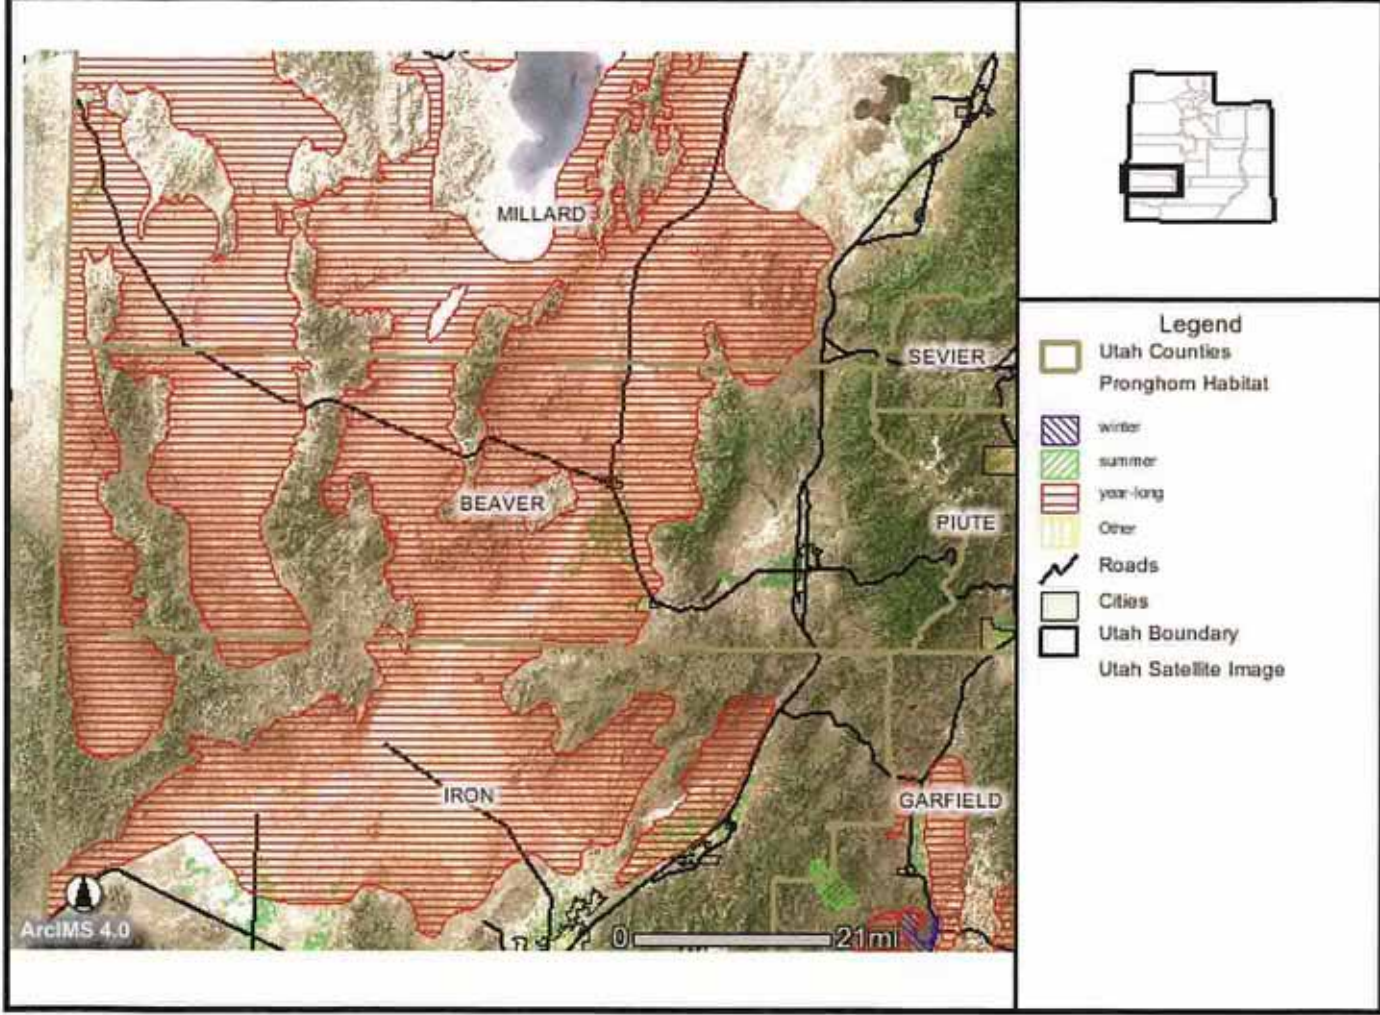 MILLARD
SEVIER
BEAVER
PIUTE
IRON
GARFIELD
ArcIMS 4.0
0 21mi
Legend
Utah Counties
Pronghorn Habitat
winter
summer
year-long
Other
Roads
Cities
Utah Boundary
Utah Satellite Image